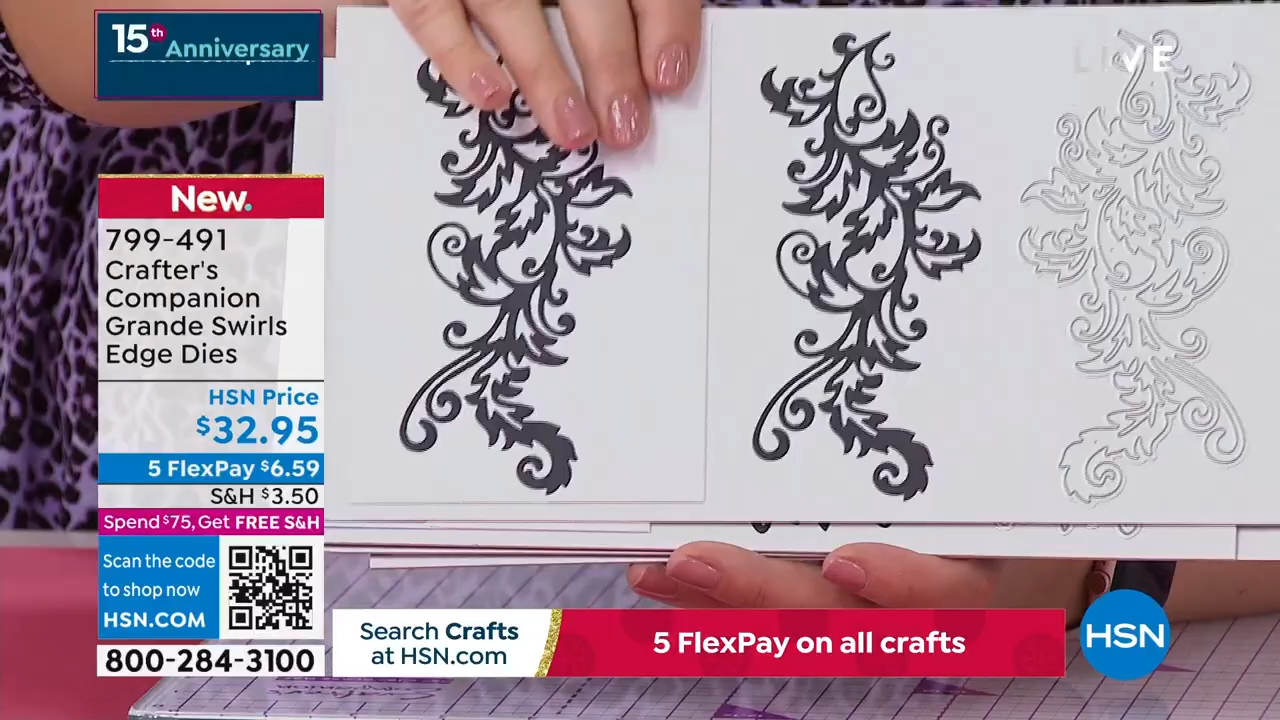 15th Anniversary
LIVE
New.
799-491
Crafter's
Companion
Grande Swirls
Edge Dies
HSN Price
$32.95
5 FlexPay $6.59
S&H $3.50
Spend $75, Get FREE S&H
Scan the code
to shop now
HSN.COM
800-284-3100
Search Crafts
at HSN.com
5 FlexPay on all crafts
HSN